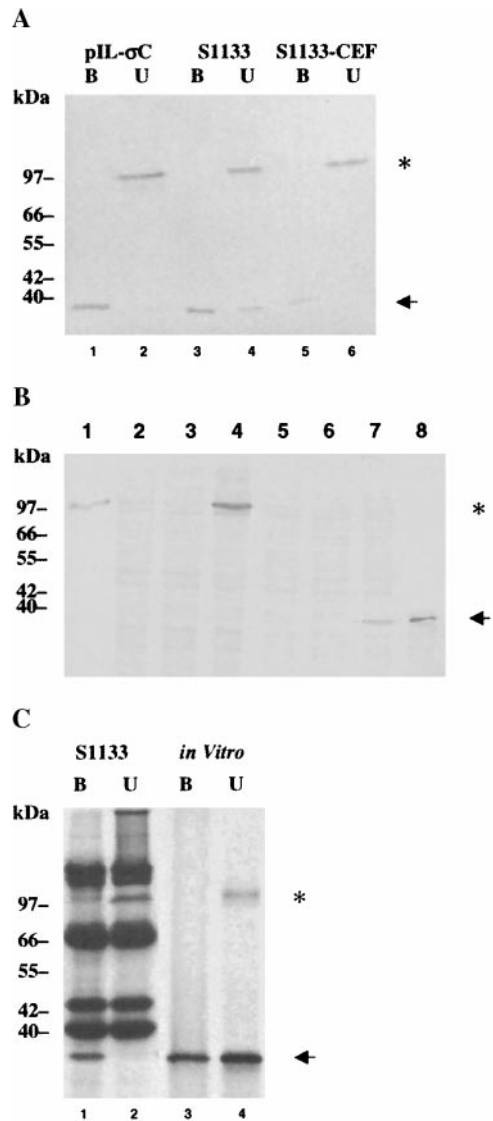 A
pIL-σC S1133 S1133-CEF
B U B U B U
kDa
*
97–
66–
55–
42–
40–
1 2 3 4 5 6
B
1 2 3 4 5 6 7 8
kDa
97–
*
66–
55–
42–
40–
C
S1133 in Vitro
B U B U
kDa
97–
*
66–
55–
42–
40–
1 2 3 4